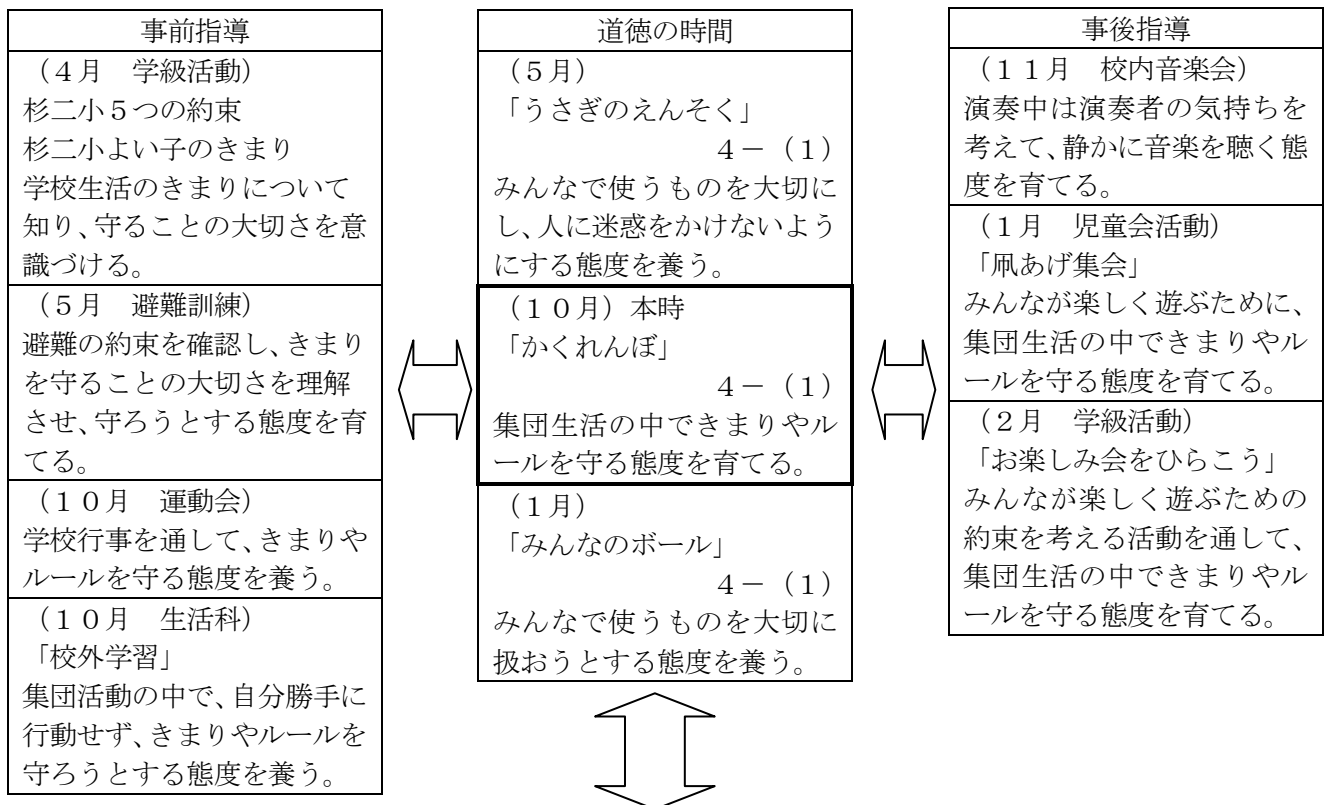 事前指導
（４月　学級活動）
杉二小５つの約束
杉二小よい子のきまり
学校生活のきまりについて
知り、守ることの大切さを意
識づける。
（５月　避難訓練）
避難の約束を確認し、きまり
を守ることの大切さを理解
させ、守ろうとする態度を育
てる。
（１０月　運動会）
学校行事を通して、きまりや
ルールを守る態度を養う。
（１０月　生活科）
「校外学習」
集団活動の中で、自分勝手に
行動せず、きまりやルールを
守ろうとする態度を養う。
道徳の時間
（５月）
「うさぎのえんそく」
４－（１）
みんなで使うものを大切に
し、人に迷惑をかけないよう
にする態度を養う。
（１０月）本時
「かくれんぼ」
４－（１）
集団生活の中できまりやル
ールを守る態度を育てる。
（１月）
「みんなのボール」
４－（１）
みんなで使うものを大切に
扱おうとする態度を養う。
事後指導
（１１月　校内音楽会）
演奏中は演奏者の気持ちを
考えて、静かに音楽を聴く態
度を育てる。
（１月　児童会活動）
「凧あげ集会」
みんなが楽しく遊ぶために、
集団生活の中できまりやル
ールを守る態度を育てる。
（２月　学級活動）
「お楽しみ会をひらこう」
みんなが楽しく遊ぶための
約束を考える活動を通して、
集団生活の中できまりやル
ールを守る態度を育てる。